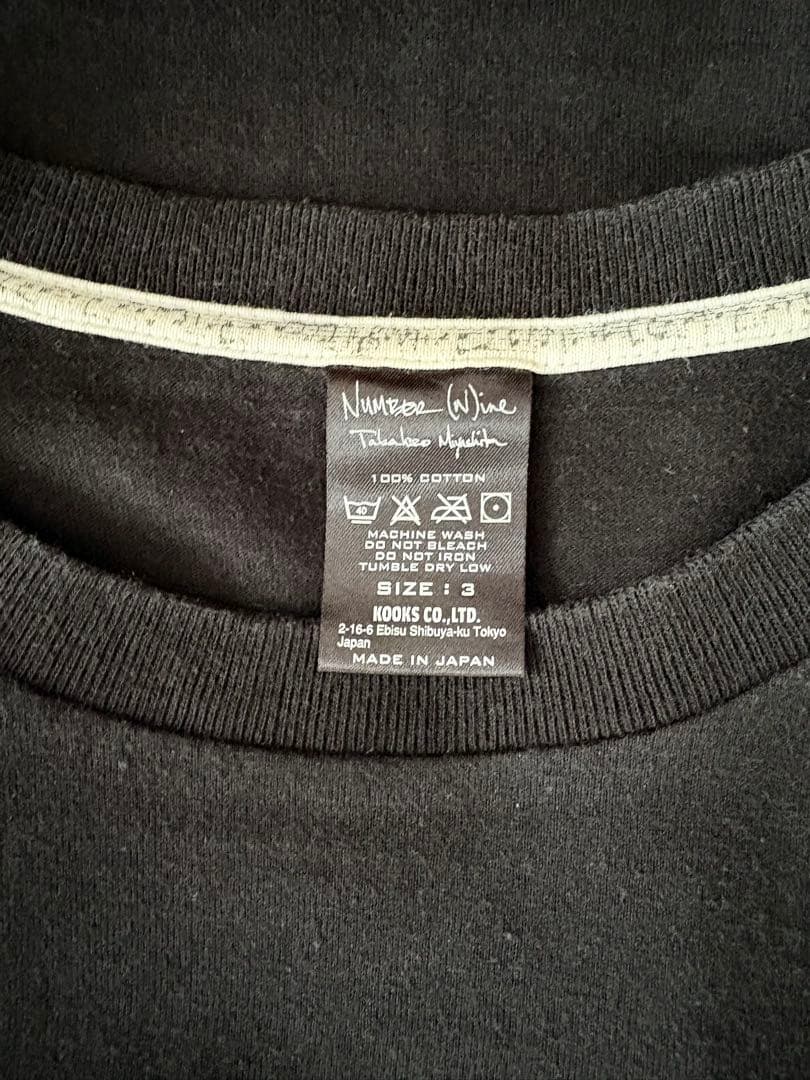 NUMBER (N)ine
Takahiro Miyashita
100% COTTON
40
MACHINE WASH
DO NOT BLEACH
DO NOT IRON
TUMBLE DRY LOW
SIZE : 3
KOOKS CO.,LTD.
2-16-6 Ebisu Shibuya-ku Tokyo
Japan
MADE IN JAPAN